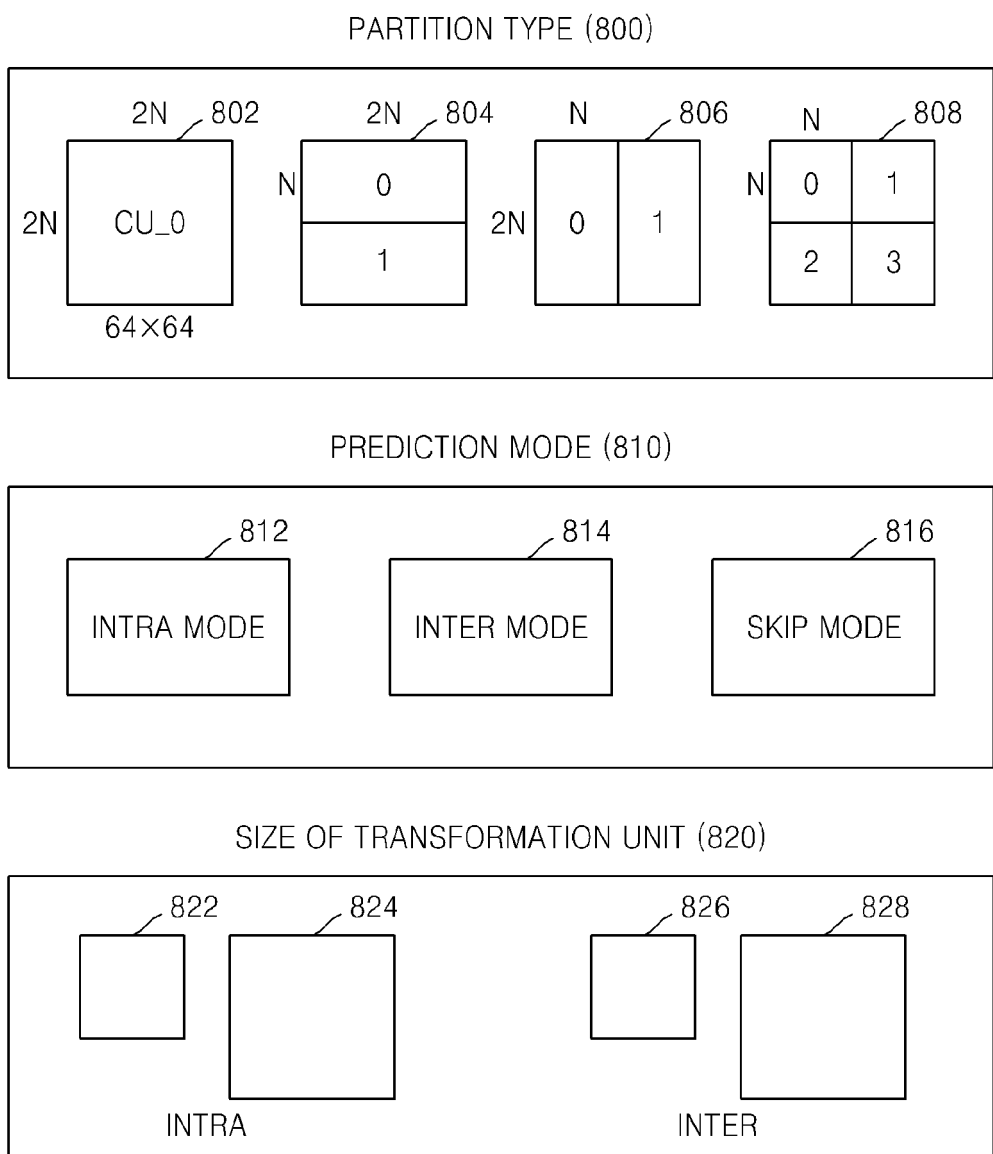 PARTITION TYPE (800)
2N 802 2N 804 N 806 N 808
2N CU_0 N 0 2N 0 1 N 0 1
1 2 3
64×64
PREDICTION MODE (810)
812 814 816
INTRA MODE INTER MODE SKIP MODE
SIZE OF TRANSFORMATION UNIT (820)
822 824 826 828
INTRA INTER